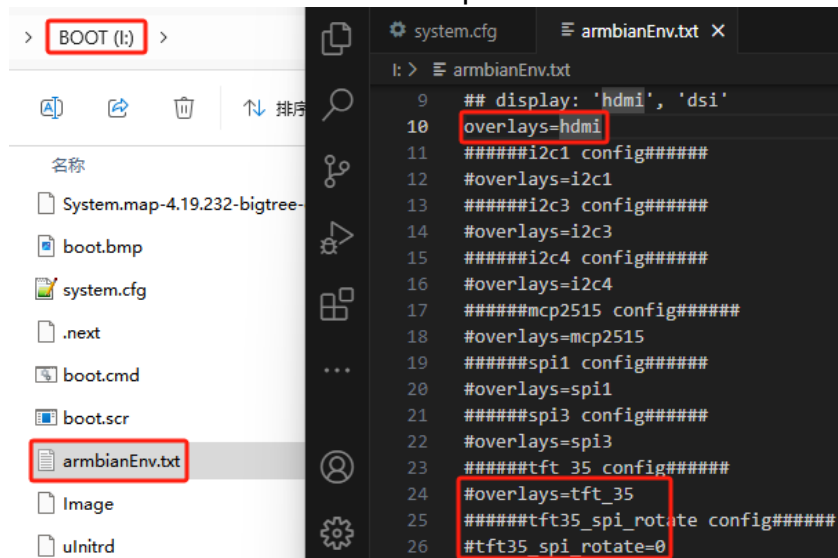 > BOOT (I:) >
排序
名称
System.map-4.19.232-bigtree-
boot.bmp
system.cfg
.next
boot.cmd
boot.scr
armbianEnv.txt
Image
uInitrd
system.cfg
armbianEnv.txt
I: > armbianEnv.txt
9 ## display: 'hdmi', 'dsi'
10 overlays=hdmi
11 ######i2c1 config######
12 #overlays=i2c1
13 ######i2c3 config######
14 #overlays=i2c3
15 ######i2c4 config######
16 #overlays=i2c4
17 ######mcp2515 config######
18 #overlays=mcp2515
19 ######spi1 config######
20 #overlays=spi1
21 ######spi3 config######
22 #overlays=spi3
23 ######tft 35 config######
24 #overlays=tft_35
25 ######tft35_spi_rotate config######
26 #tft35_spi_rotate=0